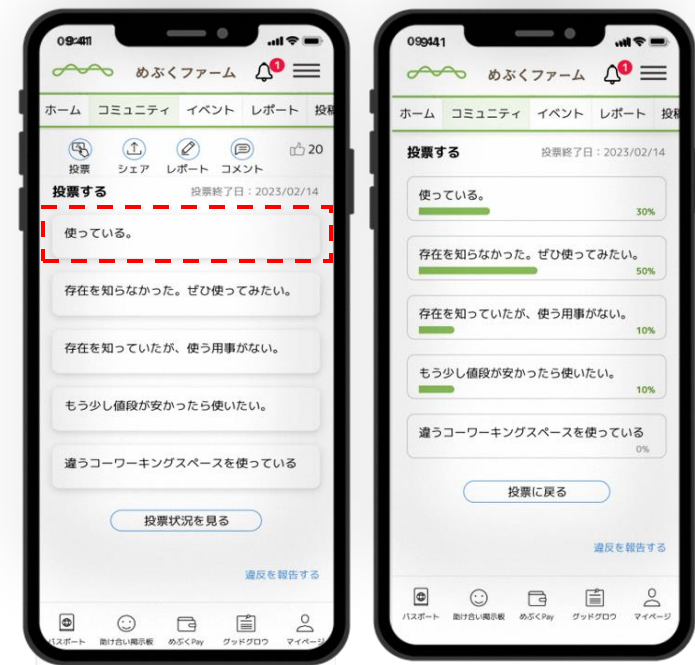 09:41
1
めぶくファーム
ホーム コミュニティ イベント レポート 投稿
投票 シェア レポート コメント 20
投票する 投票終了日：2023/02/14
使っている。
存在を知らなかった。ぜひ使ってみたい。
存在を知っていたが、使う用事がない。
もう少し値段が安かったら使いたい。
違うコーワーキングスペースを使っている
投票状況を見る
違反を報告する
パスポート 助け合い掲示板 めぶくPay グッドグロウ マイページ
1
めぶくファーム
ホーム コミュニティ イベント レポート 投稿
投票する 投票終了日：2023/02/14
使っている。
30%
存在を知らなかった。ぜひ使ってみたい。
50%
存在を知っていたが、使う用事がない。
10%
もう少し値段が安かったら使いたい。
10%
違うコーワーキングスペースを使っている
0%
投票に戻る
違反を報告する
パスポート 助け合い掲示板 めぶくPay グッドグロウ マイページ